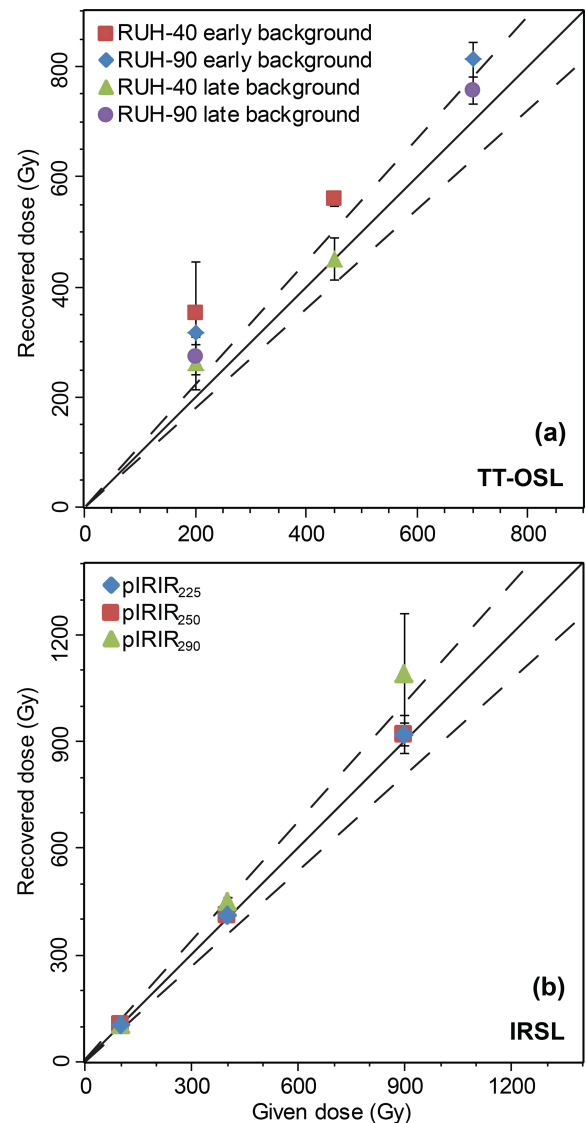 RUH-40 early background
RUH-90 early background
RUH-40 late background
RUH-90 late background
Recovered dose (Gy)
800
600
400
200
0
(a)
TT-OSL
0 200 400 600 800
pIRIR225
pIRIR250
pIRIR290
Recovered dose (Gy)
1200
900
600
300
0
(b)
IRSL
0 300 600 900 1200
Given dose (Gy)